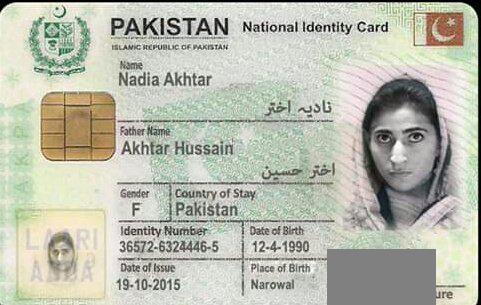 PAKISTAN National Identity Card
ISLAMIC REPUBLIC OF PAKISTAN
Name
Nadia Akhtar
نادیہ اختر
Father Name
Akhtar Hussain
اختر حسین
Gender Country of Stay
F Pakistan
Identity Number Date of Birth
36572-6324446-5 12-4-1990
Date of Issue Place of Birth
19-10-2015 Narowal